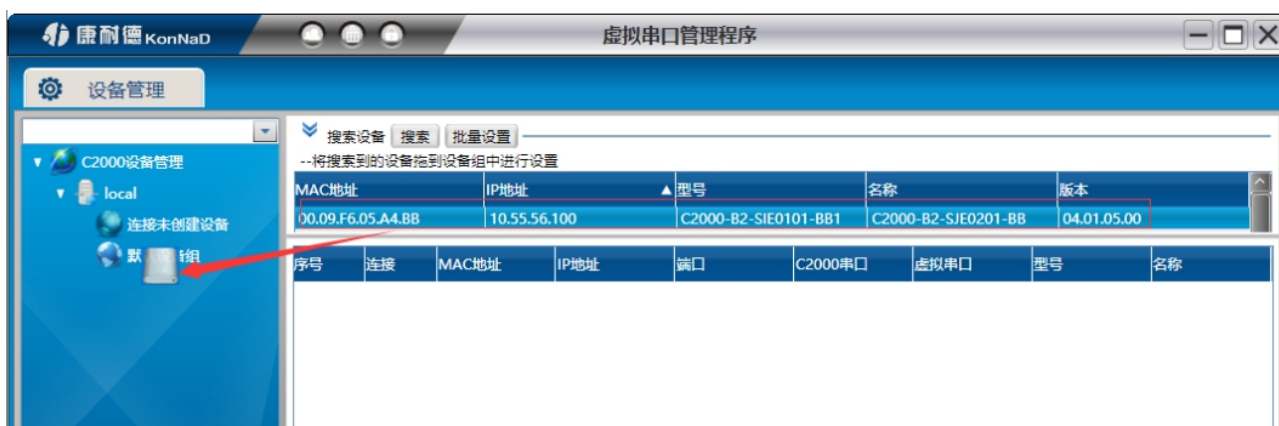 康耐德 KonNaD
虚拟串口管理程序
设备管理
搜索设备 搜索 批量设置
--将搜索到的设备拖到设备组中进行设置
C2000设备管理
local
连接未创建设备
MAC地址 IP地址 型号 名称 版本
00.09.F6.05.A4.BB 10.55.56.100 C2000-B2-SIE0101-BB1 C2000-B2-SJE0201-BB 04.01.05.00
序号 连接 MAC地址 IP地址 端口 C2000串口 虚拟串口 型号 名称